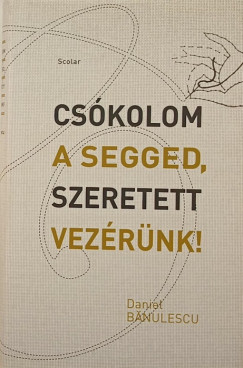 Scolar
CSÓKOLOM
A SEGGED,
SZERETETT
VEZÉRÜNK!
Daniel
BĂNULESCU